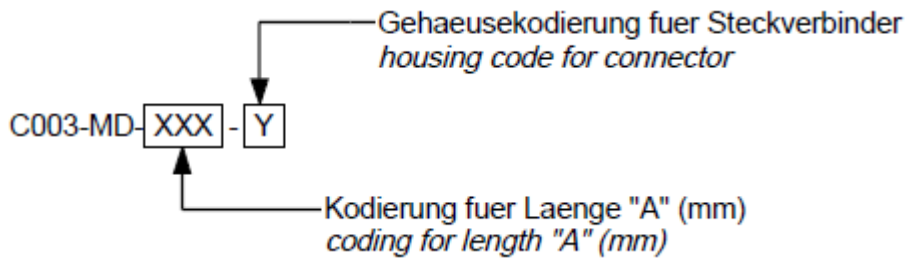 Gehaeusekodierung fuer Steckverbinder
housing code for connector
C003-MD-XXX-Y
Kodierung fuer Laenge "A" (mm)
coding for length "A" (mm)